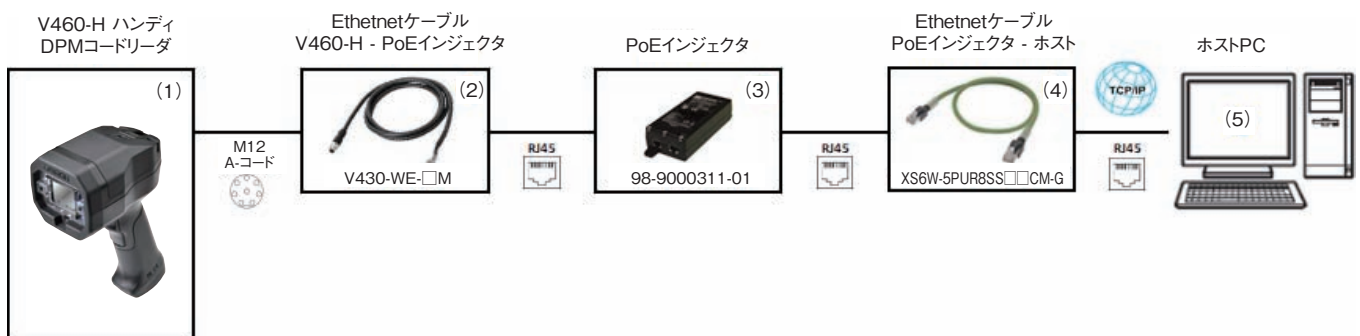 V460-H ハンディ
DPMコードリーダ
(1)
M12
A-コード
Ethetnetケーブル
V460-H - PoEインジェクタ
(2)
V430-WE-□M
RJ45
PoEインジェクタ
(3)
98-9000311-01
RJ45
Ethetnetケーブル
PoEインジェクタ - ホスト
(4)
XS6W-5PUR8SS□□CM-G
TCP/IP
RJ45
ホストPC
(5)